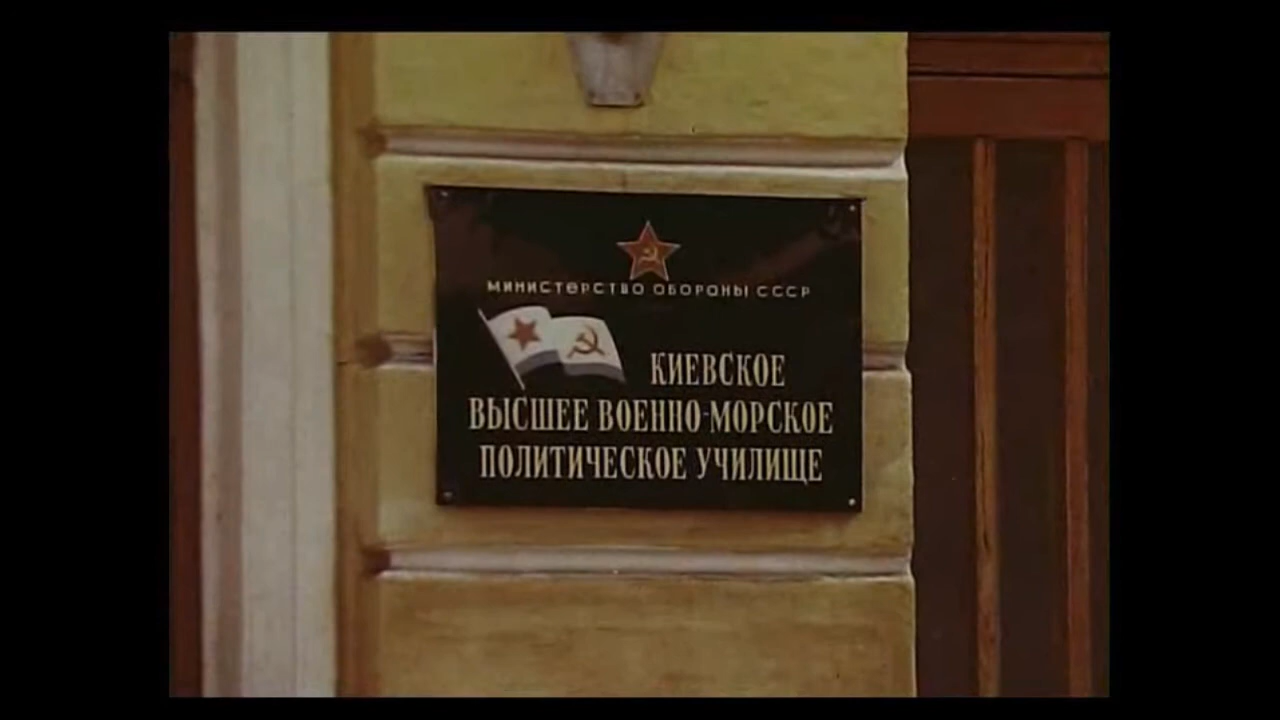 МИНИСТЕРСТВО ОБОРОНЫ СССР
КИЕВСКОЕ
ВЫСШЕЕ ВОЕННО-МОРСКОЕ
ПОЛИТИЧЕСКОЕ УЧИЛИЩЕ